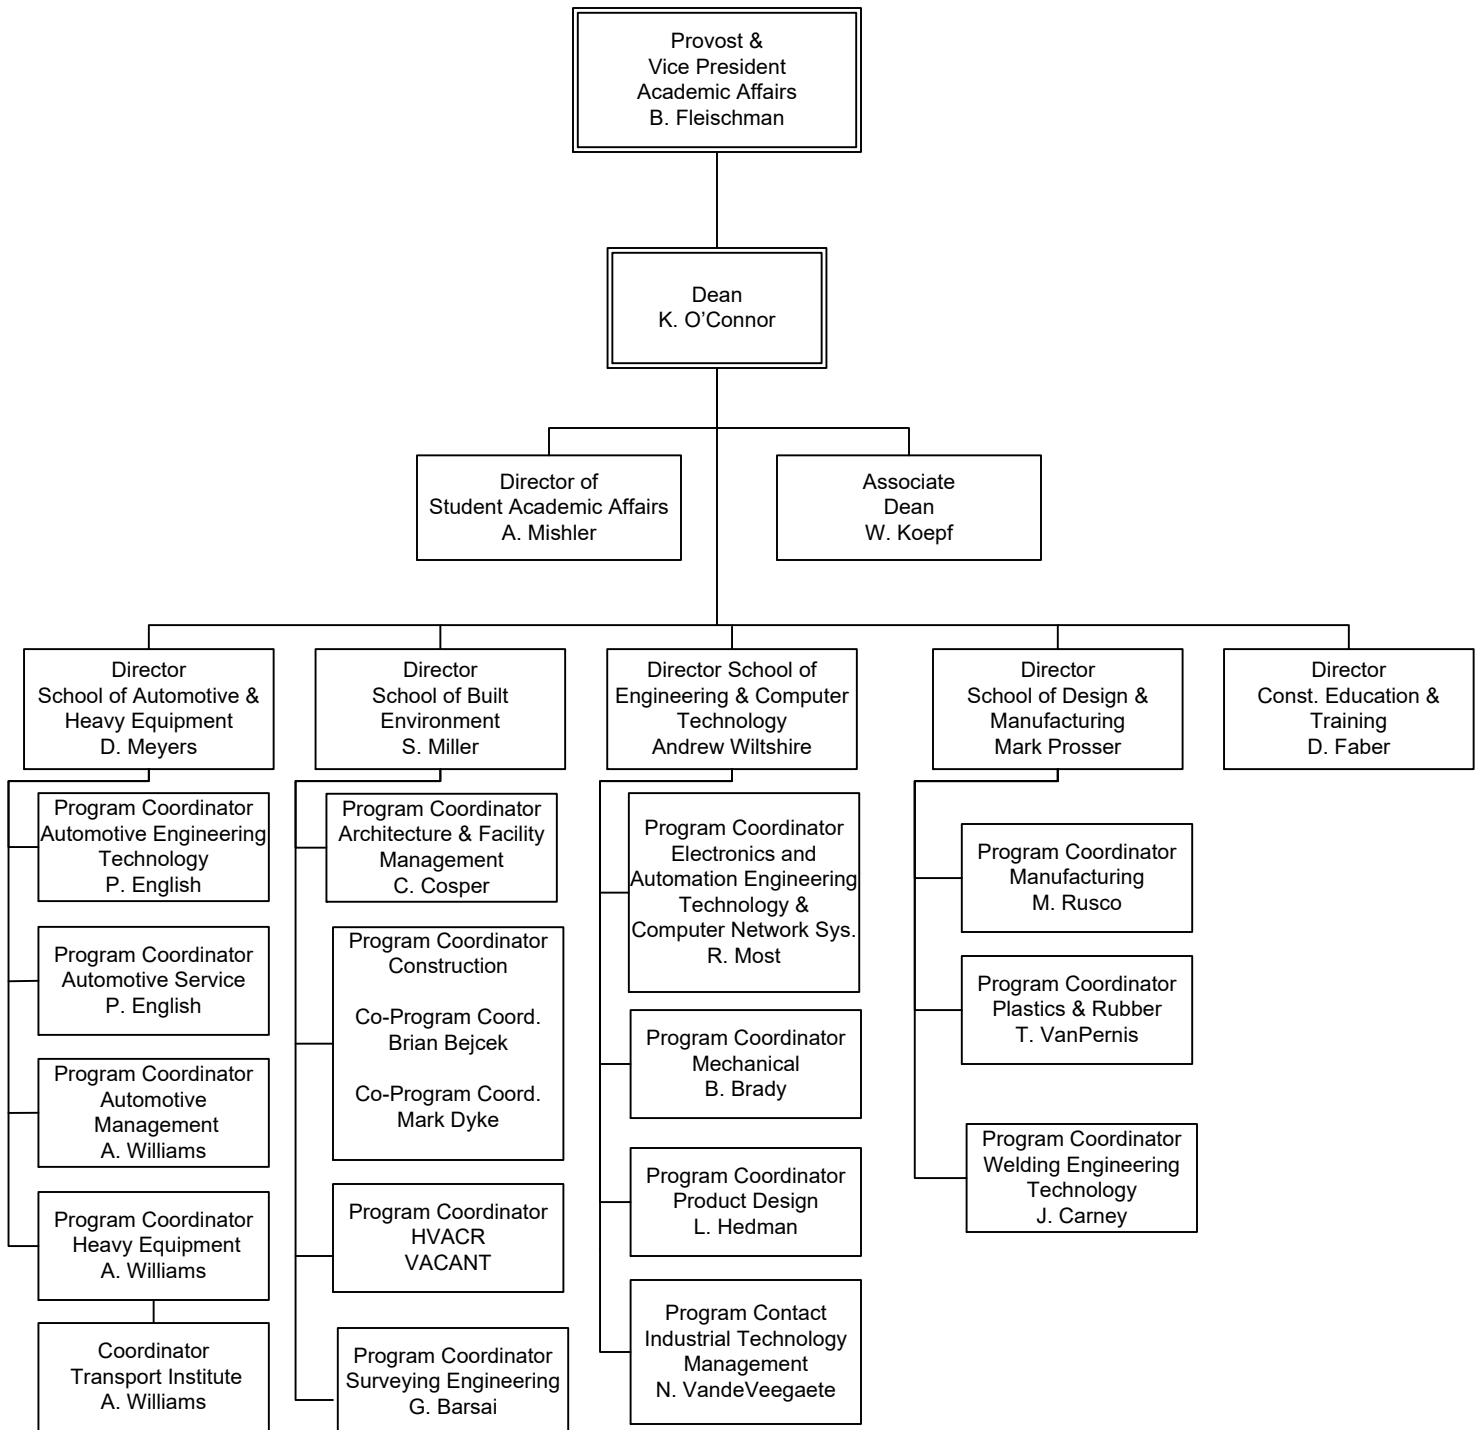 Provost &
Vice President
Academic Affairs
B. Fleischman
Dean
K. O’Connor
Director of
Student Academic Affairs
A. Mishler
Associate
Dean
W. Koepf
Director
School of Automotive &
Heavy Equipment
D. Meyers
Director
School of Built
Environment
S. Miller
Director School of
Engineering & Computer
Technology
Andrew Wiltshire
Director
School of Design &
Manufacturing
Mark Prosser
Director
Const. Education &
Training
D. Faber
Program Coordinator
Automotive Engineering
Technology
P. English
Program Coordinator
Automotive Service
P. English
Program Coordinator
Automotive
Management
A. Williams
Program Coordinator
Heavy Equipment
A. Williams
Coordinator
Transport Institute
A. Williams
Program Coordinator
Architecture & Facility
Management
C. Cosper
Program Coordinator
Construction
Co-Program Coord.
Brian Bejcek
Co-Program Coord.
Mark Dyke
Program Coordinator
HVACR
VACANT
Program Coordinator
Surveying Engineering
G. Barsai
Program Coordinator
Electronics and
Automation Engineering
Technology &
Computer Network Sys.
R. Most
Program Coordinator
Mechanical
B. Brady
Program Coordinator
Product Design
L. Hedman
Program Contact
Industrial Technology
Management
N. VandeVeegaete
Program Coordinator
Manufacturing
M. Rusco
Program Coordinator
Plastics & Rubber
T. VanPernis
Program Coordinator
Welding Engineering
Technology
J. Carney